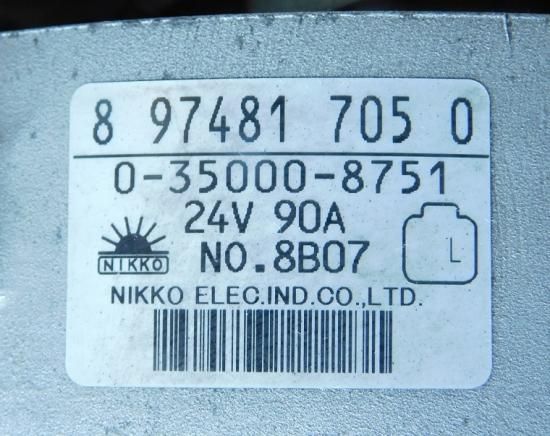 8 97481 705 0
0-35000-8751
24V 90A
NIKKO NO.8B07 L
NIKKO ELEC.IND.CO.,LTD.